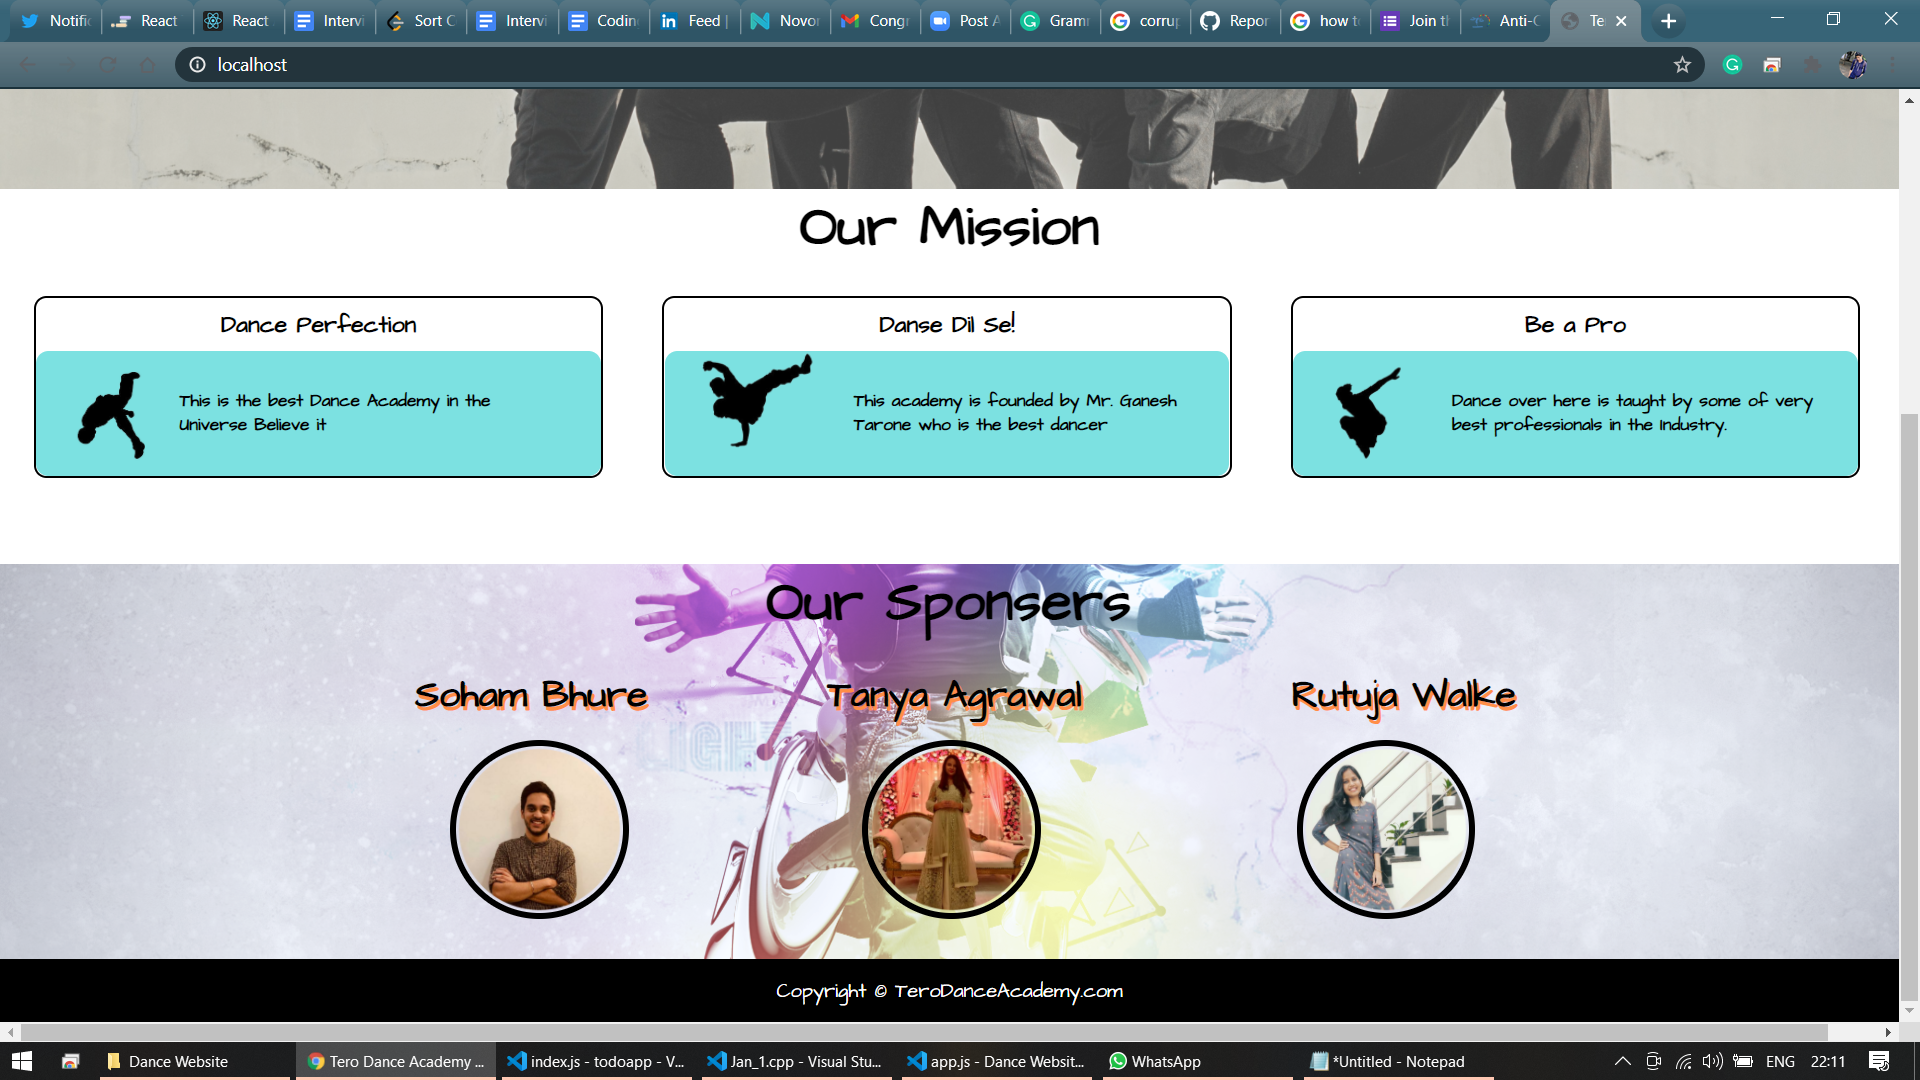 Notific
React
React
Intervi
Sort C
Intervi
Coding
Feed |
Novor
Congr
Post A
Gramm
corrup
Repor
how to
Join th
Anti-C
Te
localhost
Our Mission
Dance Perfection
This is the best Dance Academy in the
Universe Believe it
Danse Dil Se!
This academy is founded by Mr. Ganesh
Tarone who is the best dancer
Be a Pro
Dance over here is taught by some of very
best professionals in the Industry.
Our Sponsers
Soham Bhure
Tanya Agrawal
Rutuja Walke
LIGHT
Copyright © TeroDanceAcademy.com
Dance Website
Tero Dance Academy ...
index.js - todoapp - V...
Jan_1.cpp - Visual Stu...
app.js - Dance Websit...
WhatsApp
*Untitled - Notepad
ENG
22:11